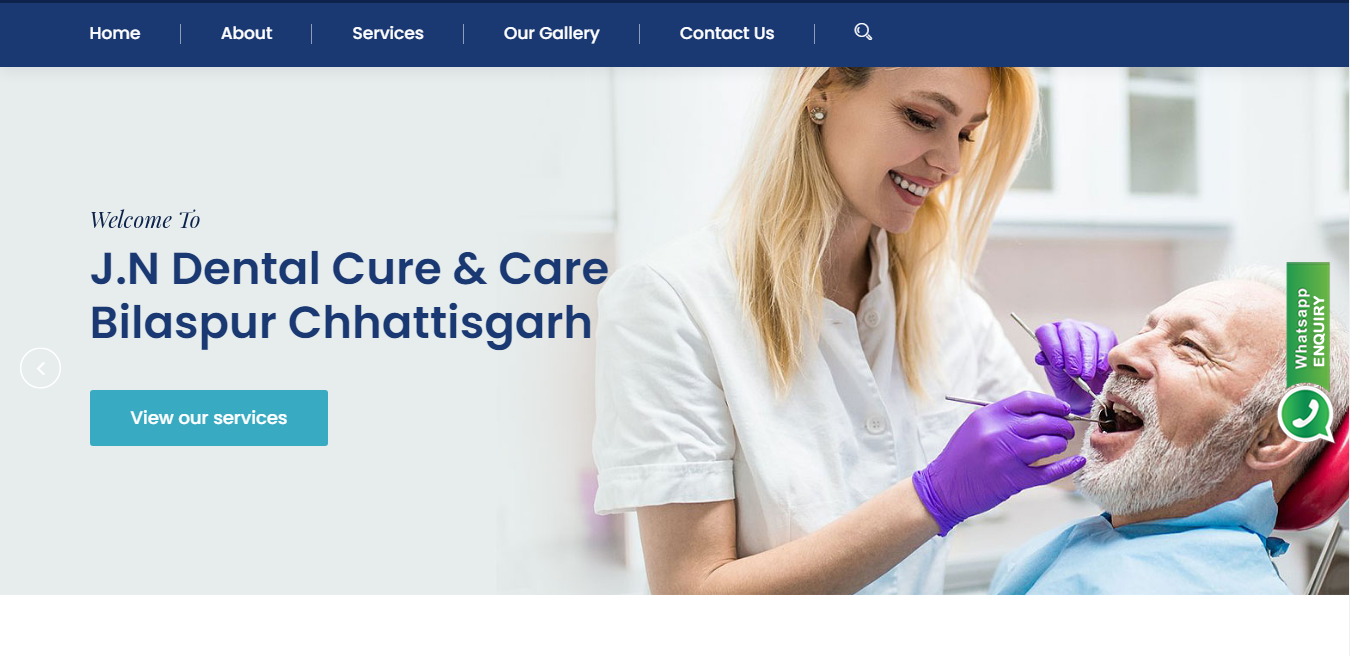 Home
About
Services
Our Gallery
Contact Us
Welcome To
J.N Dental Cure & Care
Bilaspur Chhattisgarh
View our services
Whatsapp
ENQUIRY